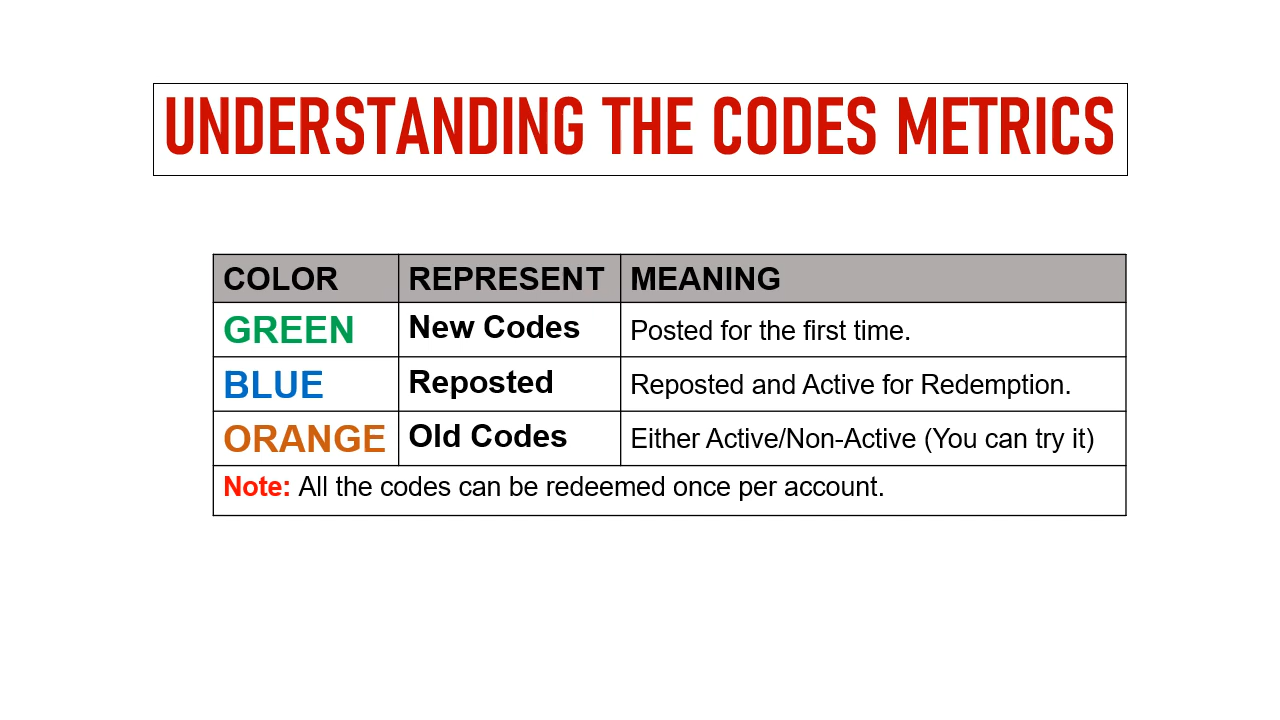 UNDERSTANDING THE CODES METRICS
COLOR REPRESENT MEANING
GREEN New Codes Posted for the first time.
BLUE Reposted Reposted and Active for Redemption.
ORANGE Old Codes Either Active/Non-Active (You can try it)
Note: All the codes can be redeemed once per account.